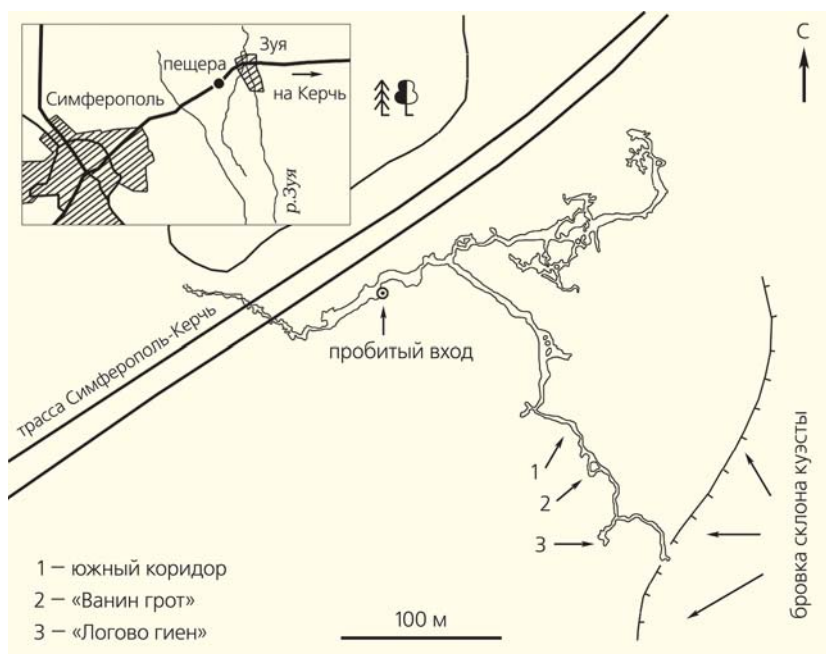 Зуя
пещера
на Керчь
Симферополь
р.Зуя
С
трасса Симферополь-Керчь
пробитый вход
1
2
3
бровка склона куэсты
1 – южный коридор
2 – «Ванин грот»
3 – «Логово гиен»
100 м